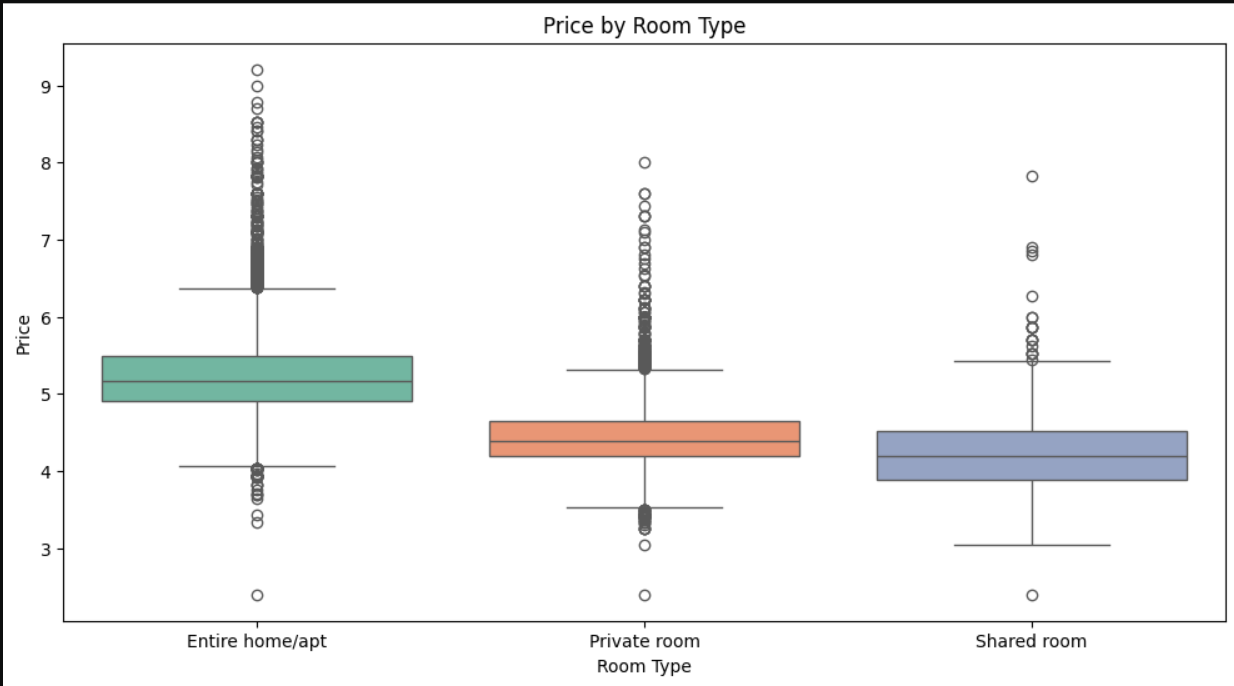 Price by Room Type
9
8
7
6
5
4
3
Price
Entire home/apt
Private room
Shared room
Room Type